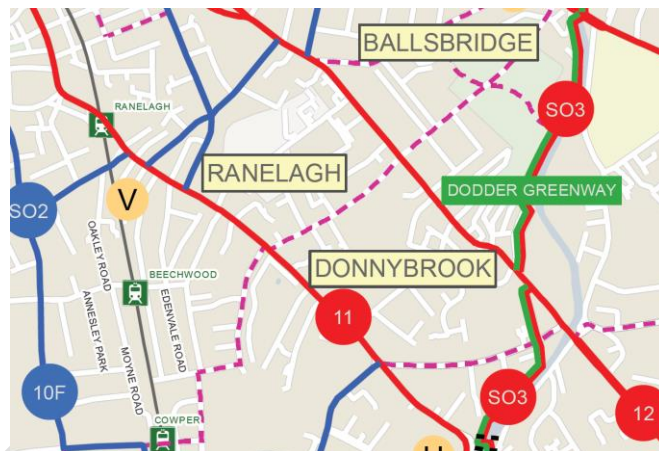 BALLSBRIDGE
RANELAGH
SO3
RANELAGH
DODDER GREENWAY
V
SO2
OAKLEY ROAD
DONNYBROOK
BEECHWOOD
ANNESLEY PARK
EDENVALE ROAD
11
MOYNE ROAD
10F
SO3
12
COWPER